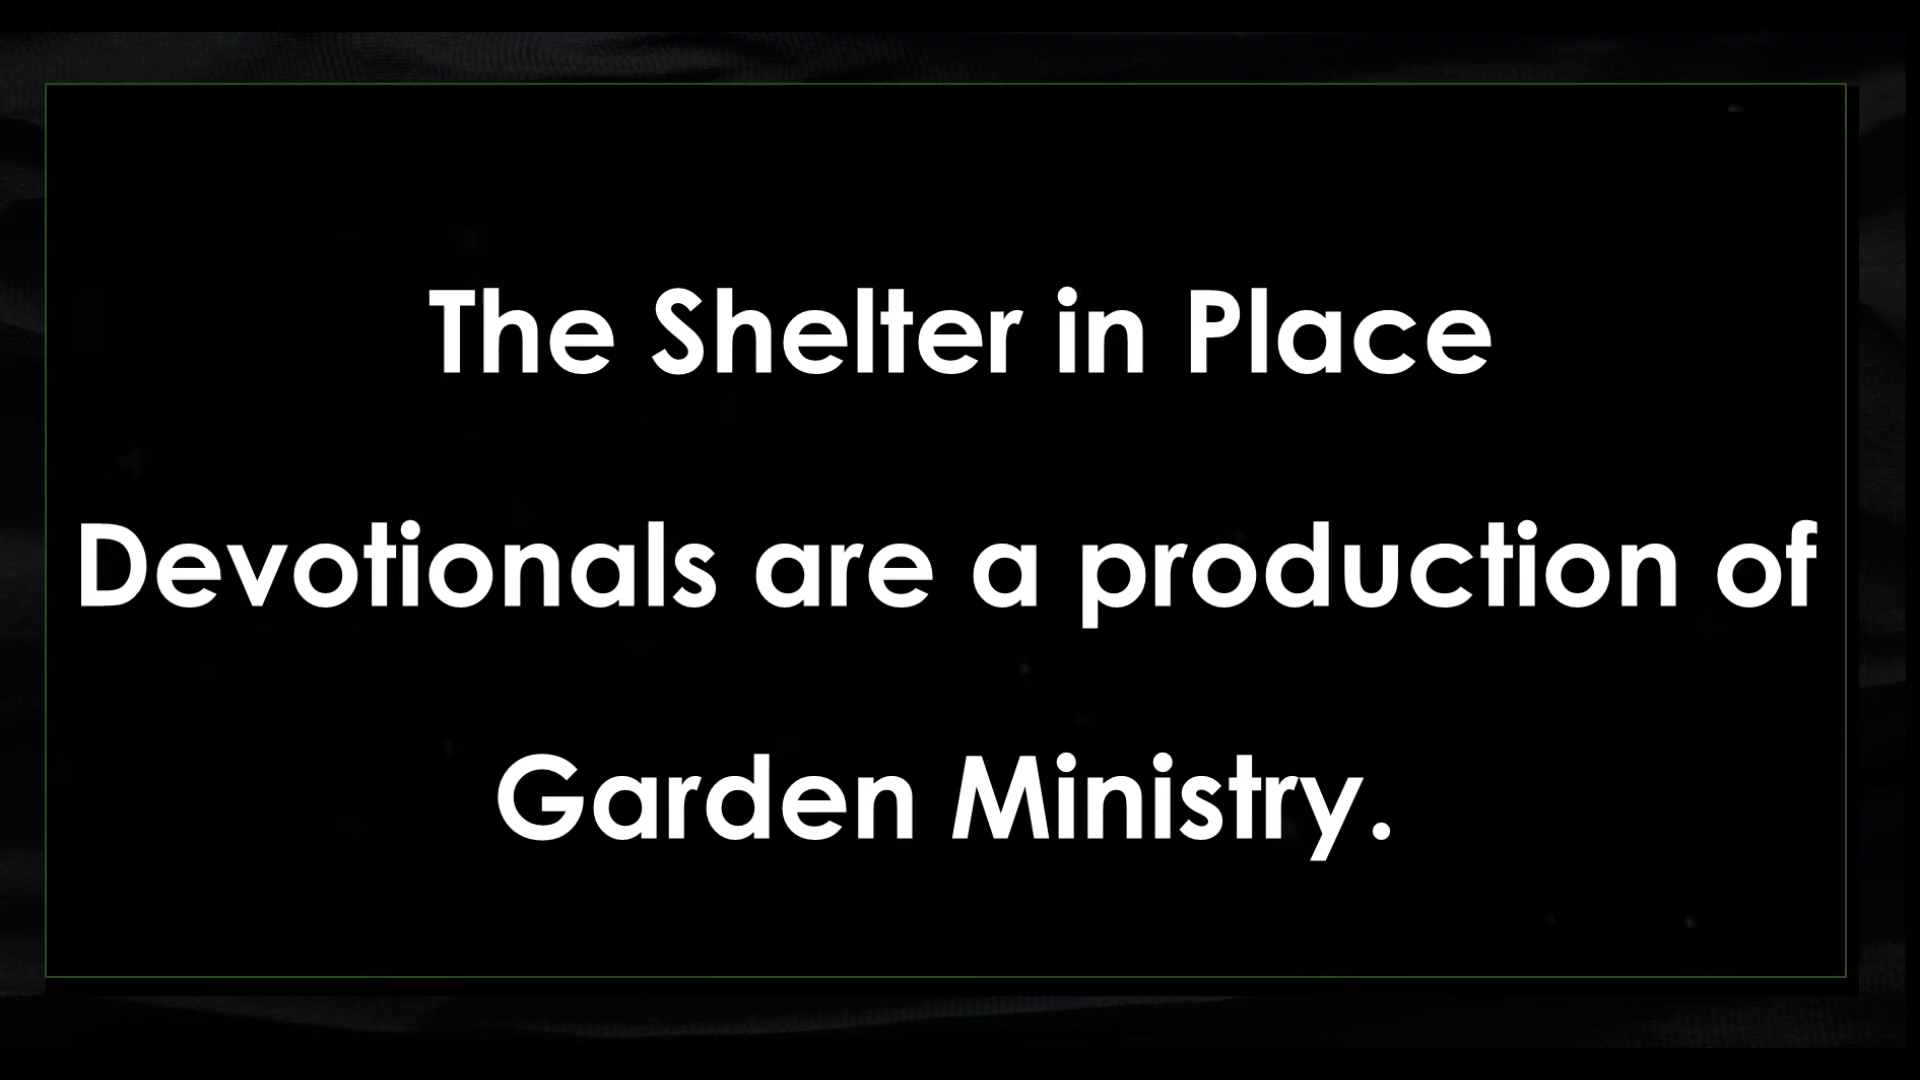 The Shelter in Place
Devotionals are a production of
Garden Ministry.